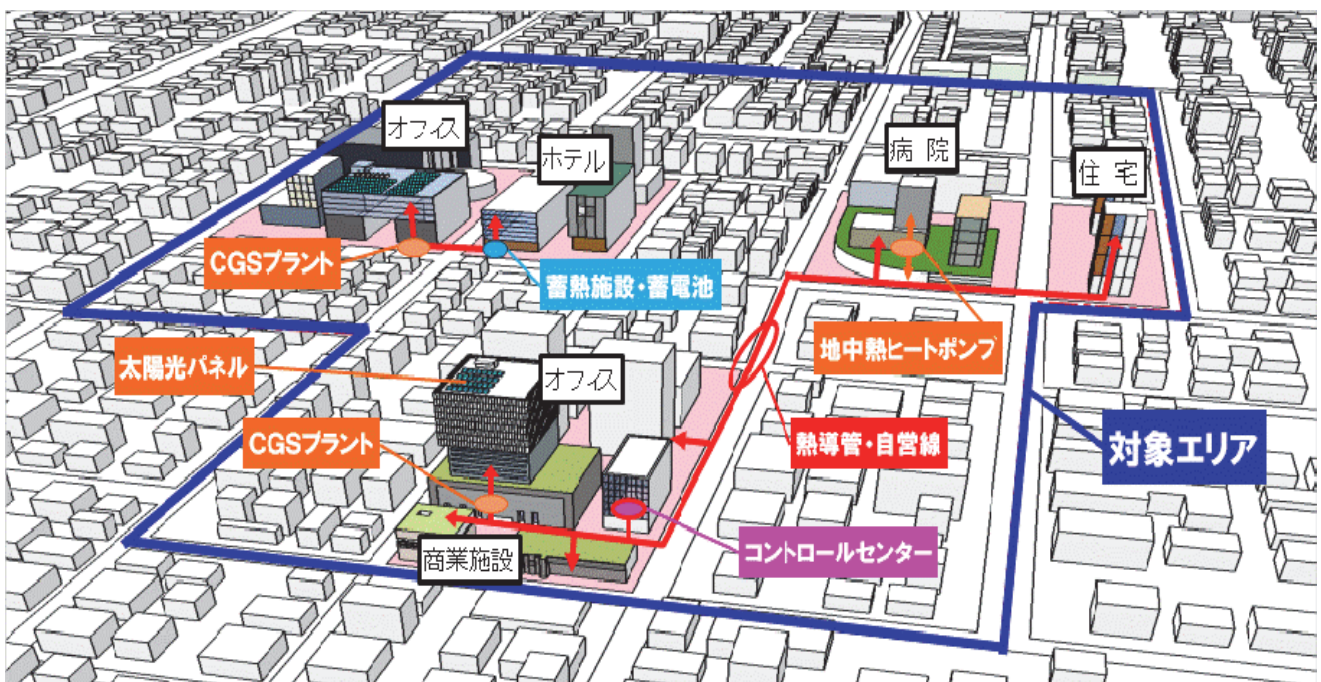 オフィス
ホテル
病 院
住 宅
CGSプラント
蓄熱施設・蓄電池
地中熱ヒートポンプ
太陽光パネル
オフィス
CGSプラント
熱導管・自営線
対象エリア
コントロールセンター
商業施設